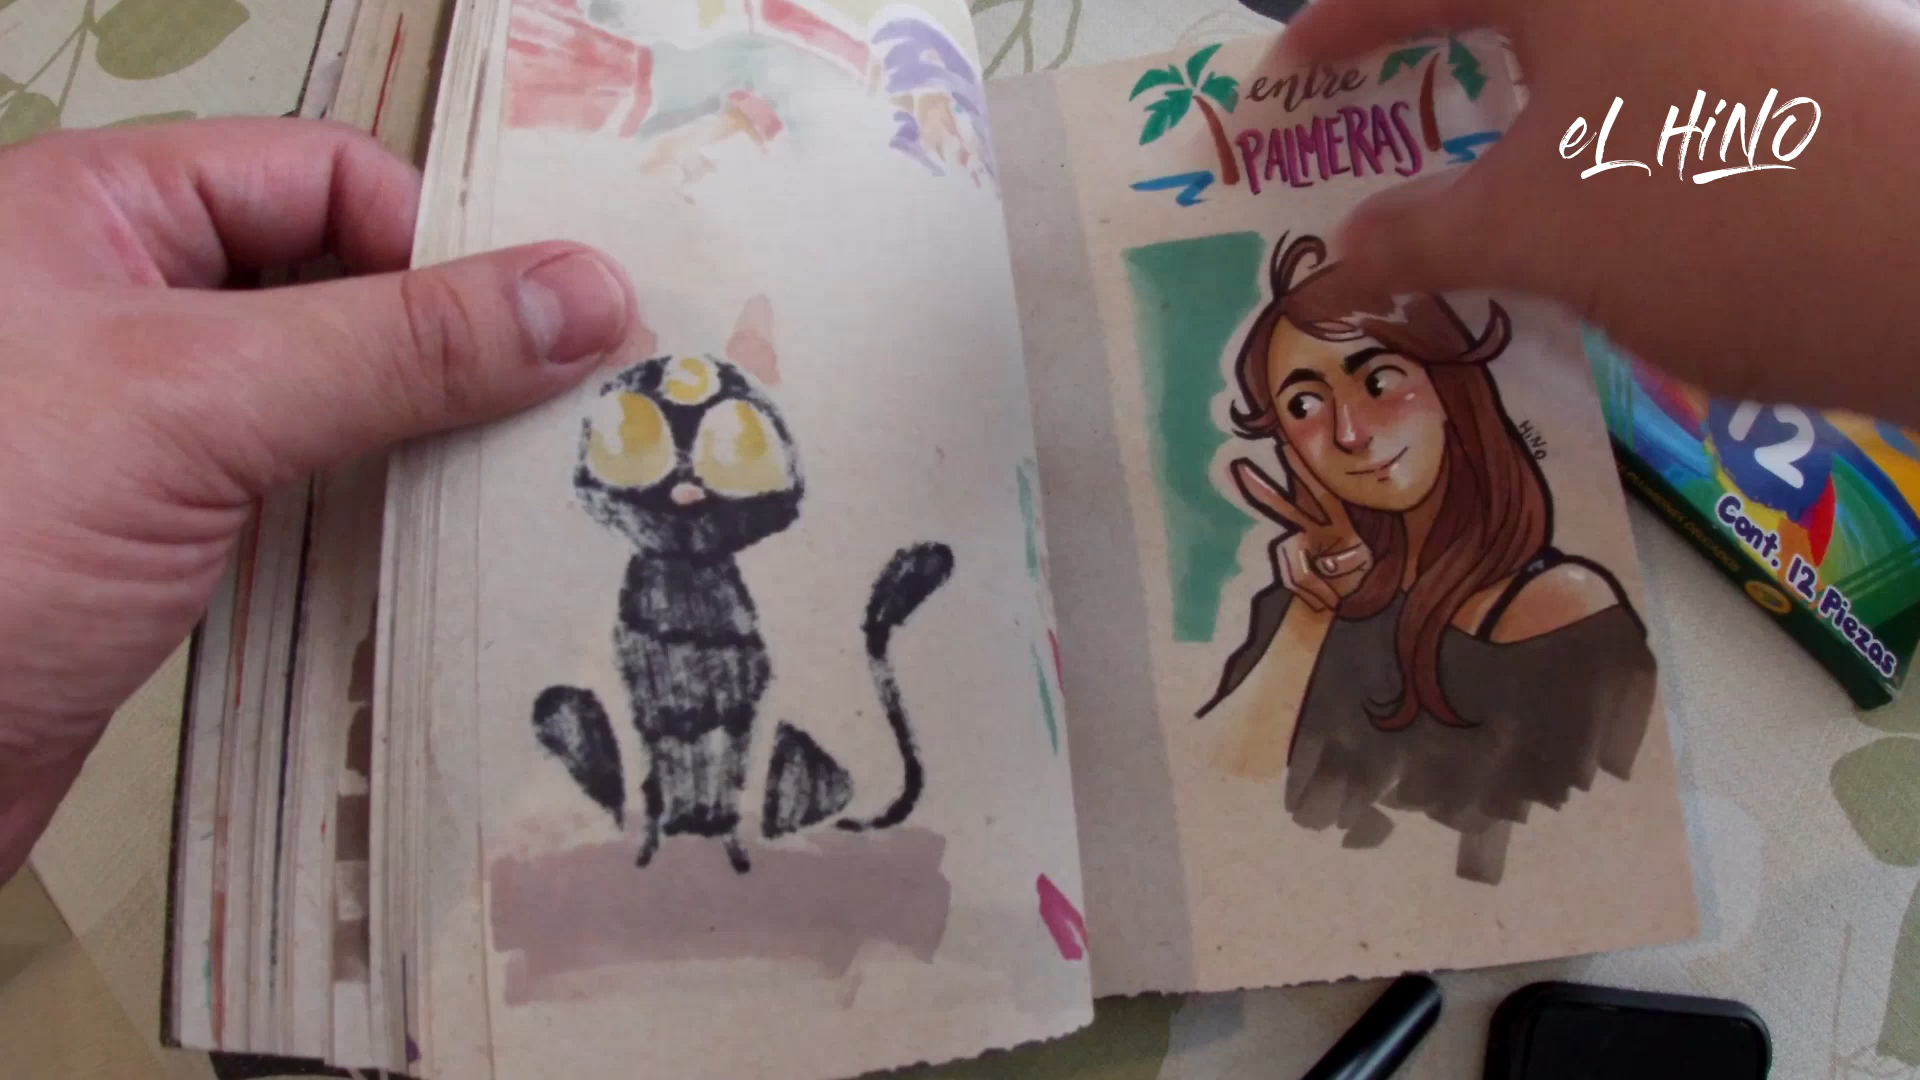 entre
PALMERAS
eL HiNO
HiNO
12
Cont. 12 Piezas